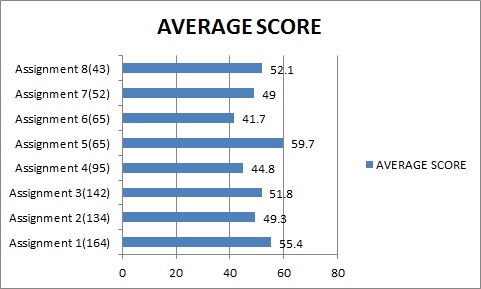 AVERAGE SCORE
Assignment 8(43) 52.1
Assignment 7(52) 49
Assignment 6(65) 41.7
Assignment 5(65) 59.7
Assignment 4(95) 44.8
Assignment 3(142) 51.8
Assignment 2(134) 49.3
Assignment 1(164) 55.4
0 20 40 60 80
AVERAGE SCORE